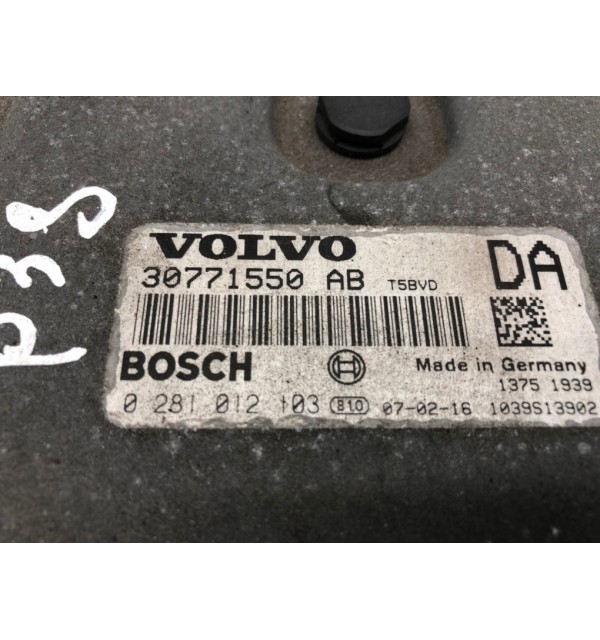 P38
VOLVO
30771550 AB T5BVD
DA
BOSCH
Made in Germany
1375 1939
0 281 012 103 810 07-02-16 1039S13902